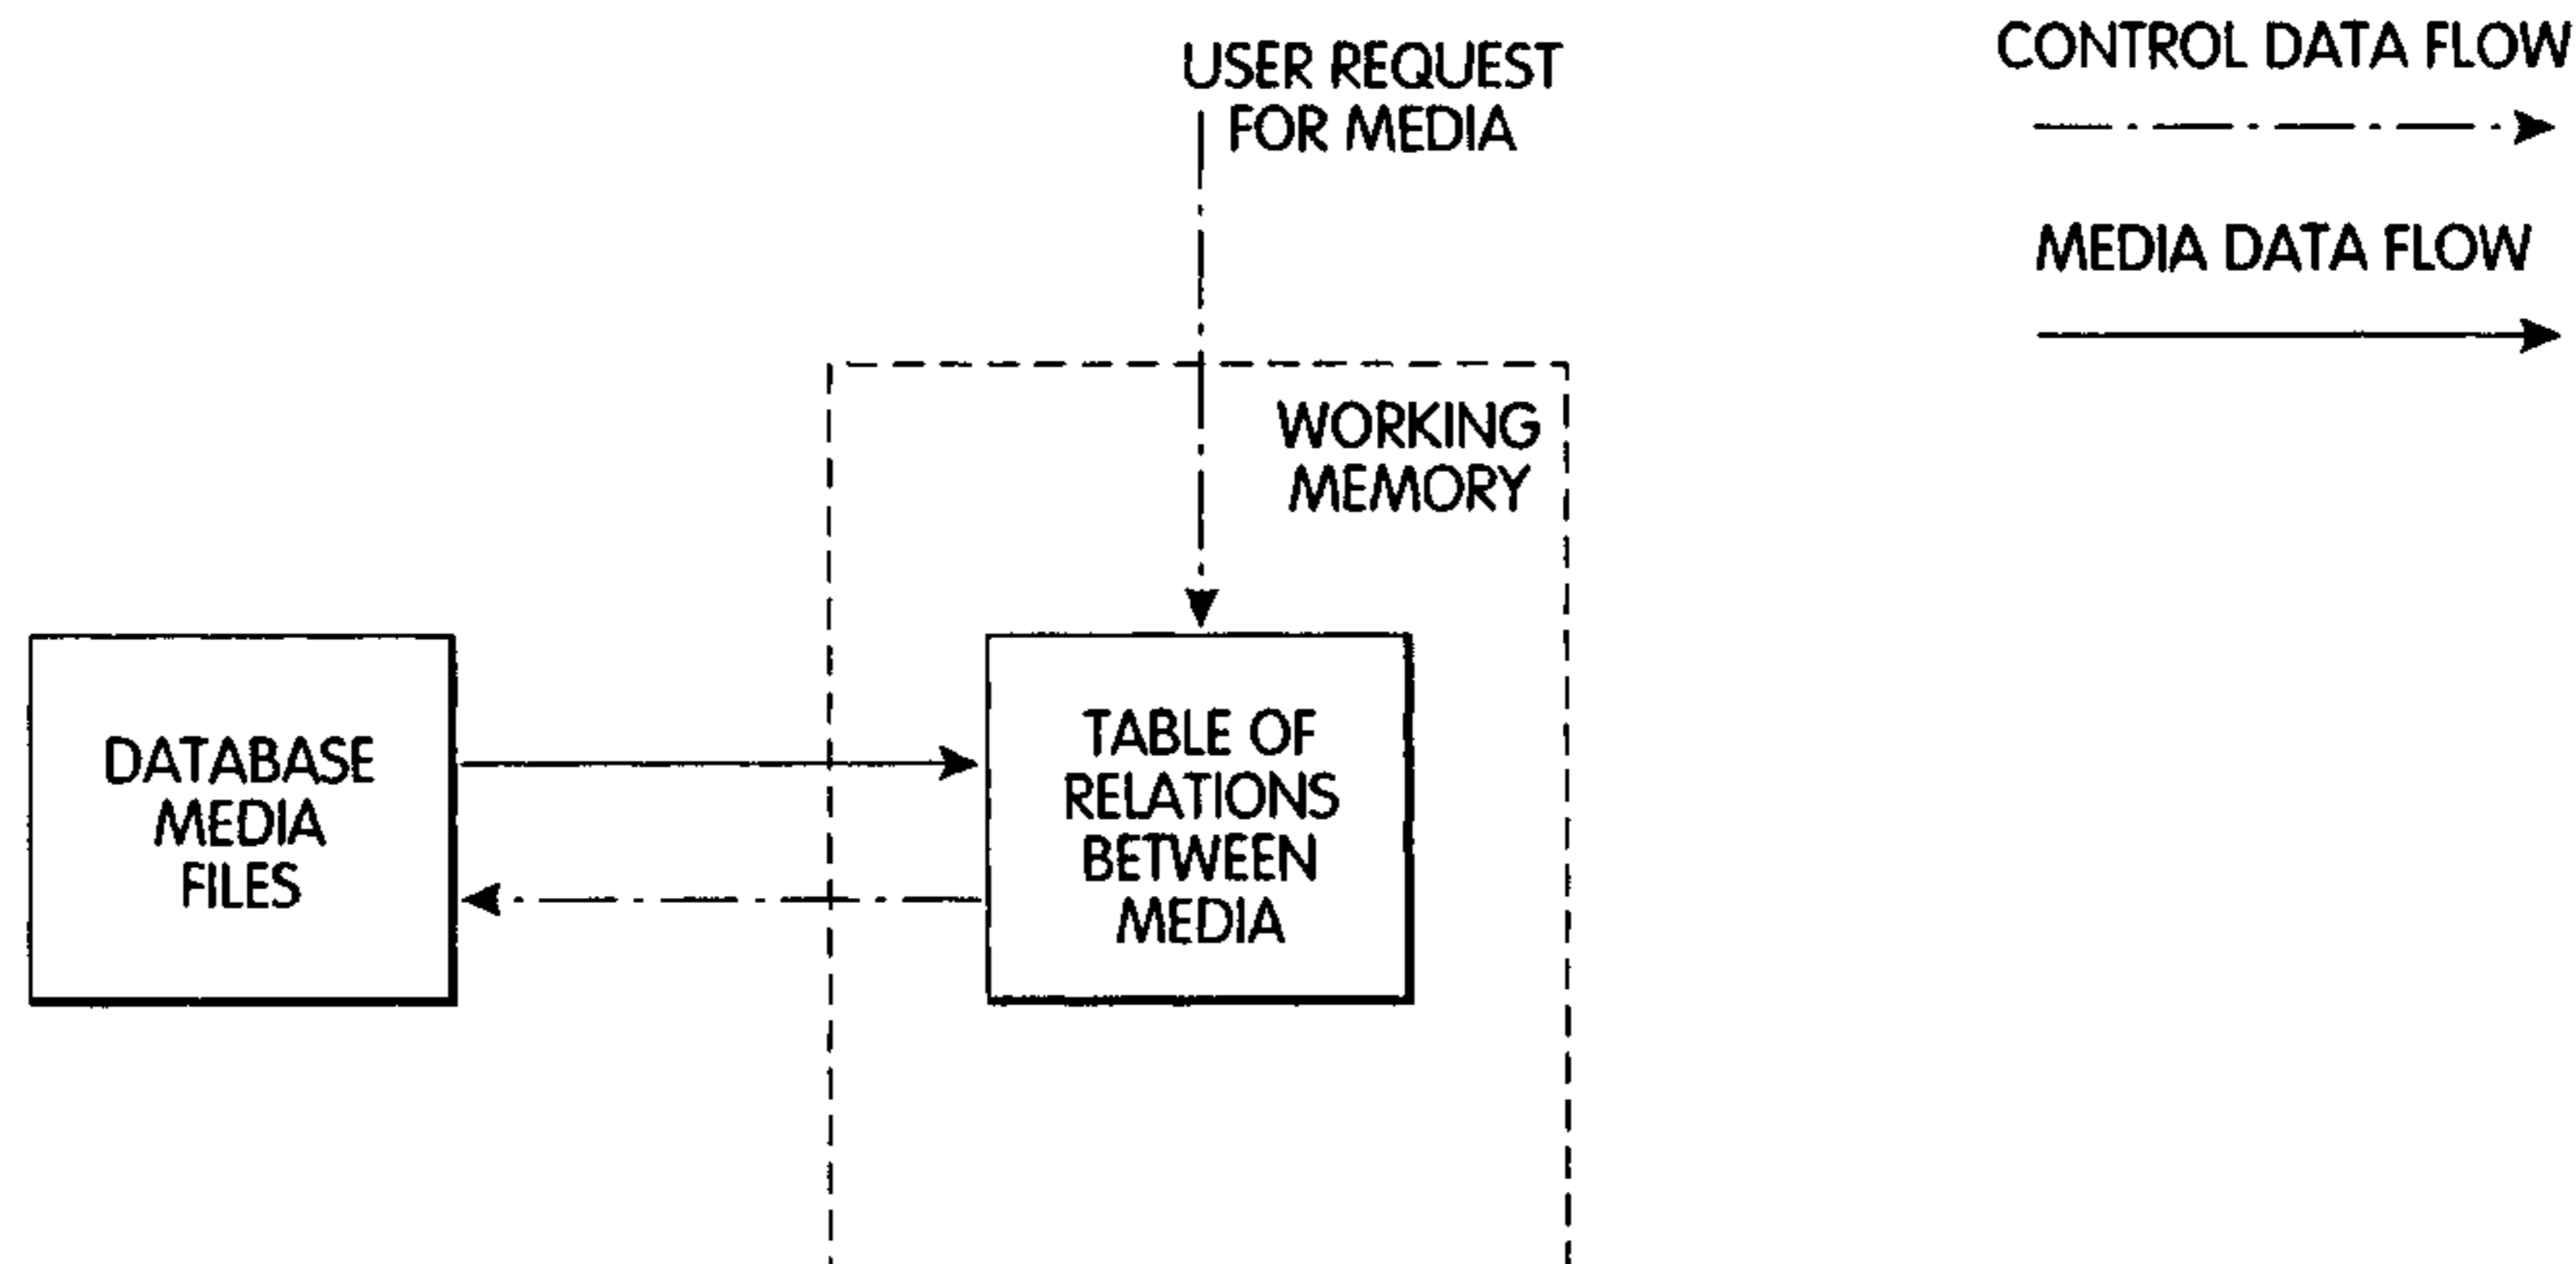 USER REQUEST
FOR MEDIA
CONTROL DATA FLOW
MEDIA DATA FLOW
WORKING
MEMORY
DATABASE
MEDIA
FILES
TABLE OF
RELATIONS
BETWEEN
MEDIA